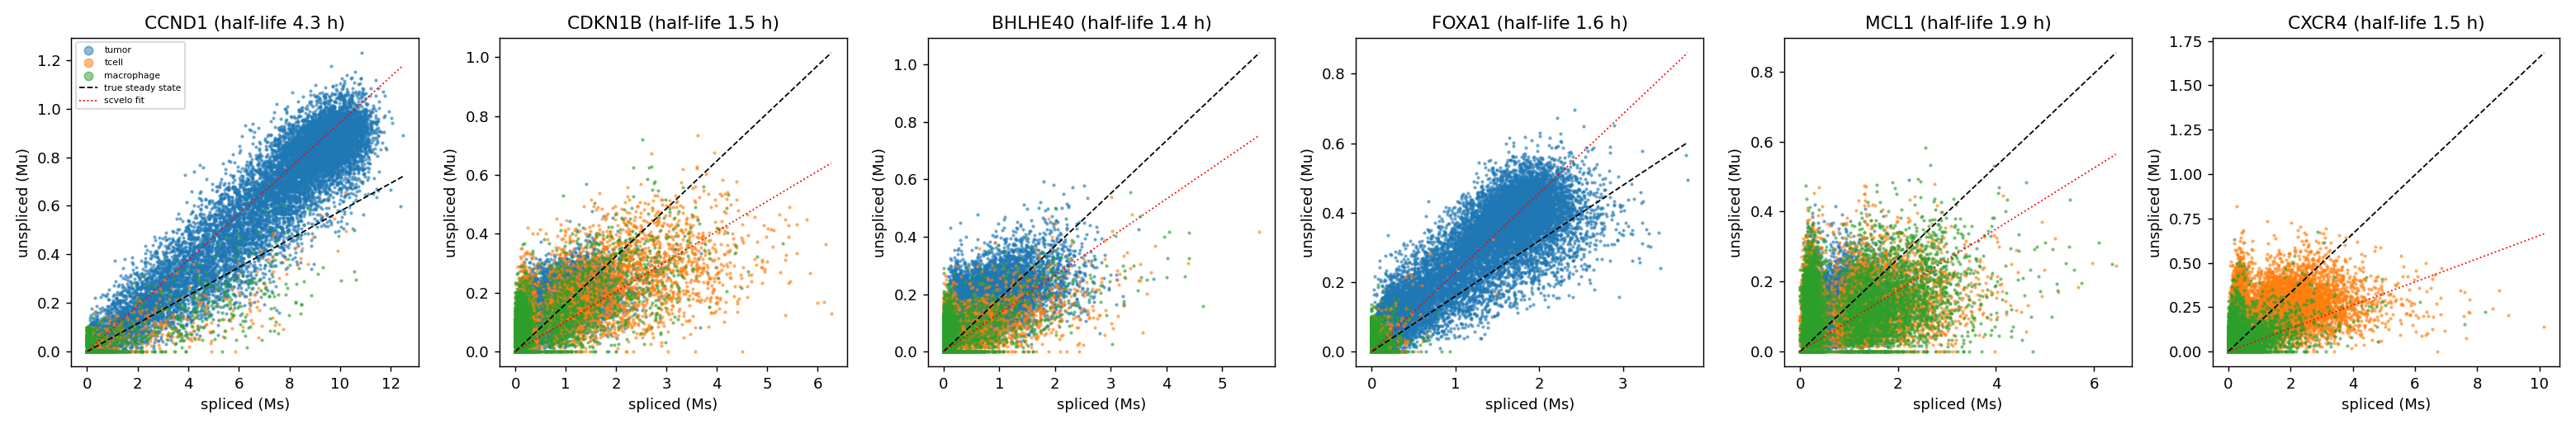 CCND1 (half-life 4.3 h)
tumor
tcell
macrophage
true steady state
scvelo fit
unspliced (Mu)
1.2
1.0
0.8
0.6
0.4
0.2
0.0
0 2 4 6 8 10 12
spliced (Ms)
CDKN1B (half-life 1.5 h)
unspliced (Mu)
1.0
0.8
0.6
0.4
0.2
0.0
0 1 2 3 4 5 6
spliced (Ms)
BHLHE40 (half-life 1.4 h)
unspliced (Mu)
1.0
0.8
0.6
0.4
0.2
0.0
0 1 2 3 4 5
spliced (Ms)
FOXA1 (half-life 1.6 h)
unspliced (Mu)
0.8
0.6
0.4
0.2
0.0
0 1 2 3
spliced (Ms)
MCL1 (half-life 1.9 h)
unspliced (Mu)
0.8
0.6
0.4
0.2
0.0
0 2 4 6
spliced (Ms)
CXCR4 (half-life 1.5 h)
unspliced (Mu)
1.75
1.50
1.25
1.00
0.75
0.50
0.25
0.00
0 2 4 6 8 10
spliced (Ms)